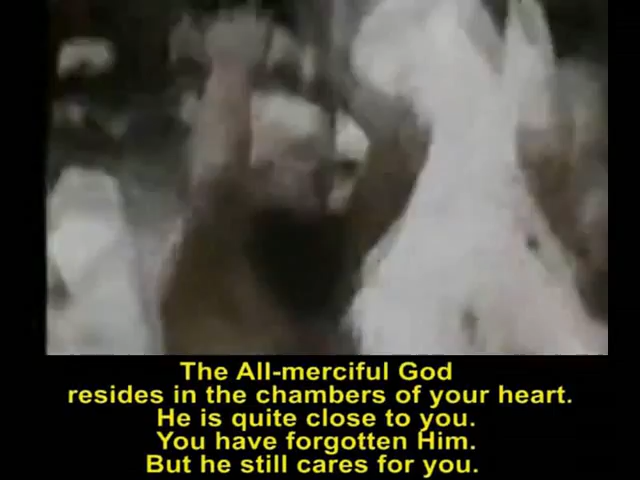 The All-merciful God
resides in the chambers of your heart.
He is quite close to you.
You have forgotten Him.
But he still cares for you.